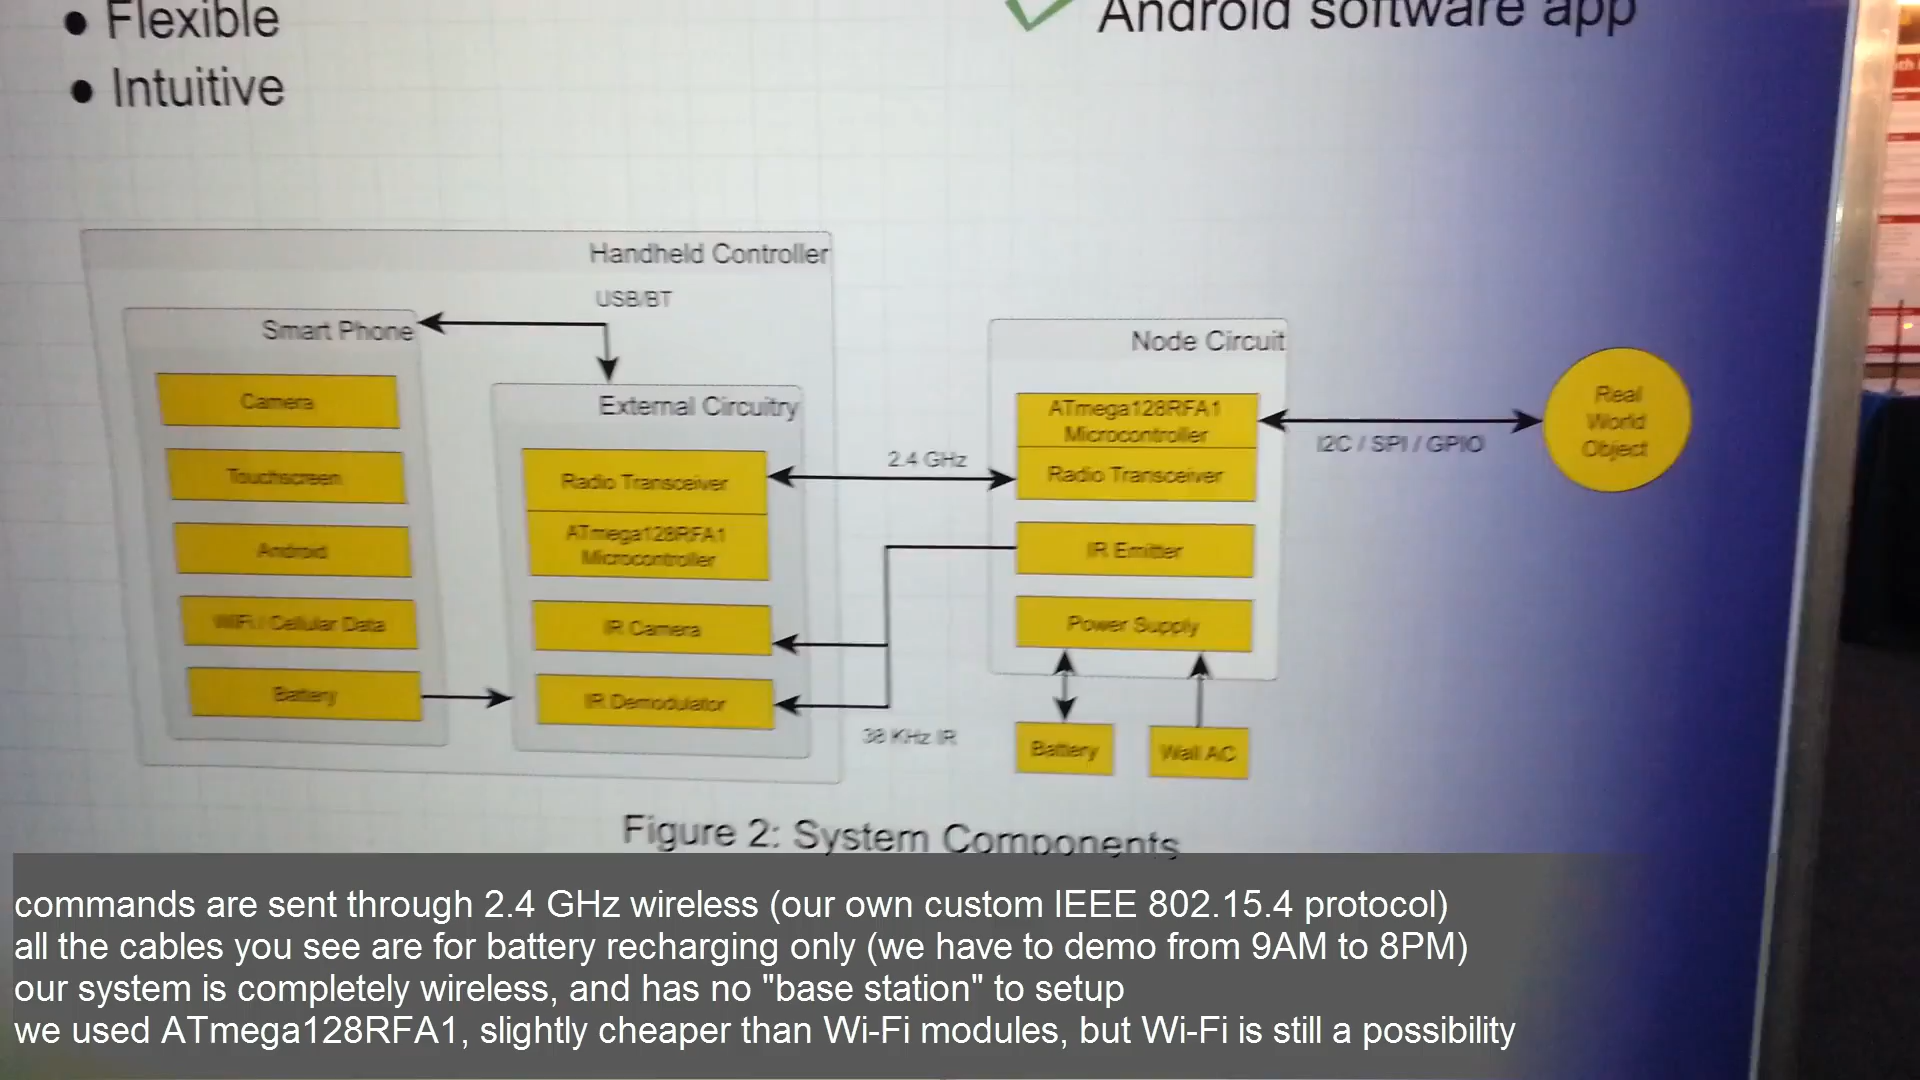 ● Flexible
● Intuitive
Android software app
Handheld Controller
USB/BT
Smart Phone
Camera
Touchscreen
Android
WiFi / Cellular Data
Battery
External Circuitry
Radio Transceiver
ATmega128RFA1
Microcontroller
IR Camera
IR Demodulator
2.4 GHz
38 KHz IR
Node Circuit
ATmega128RFA1
Microcontroller
Radio Transceiver
IR Emitter
Power Supply
Battery
Wall AC
I2C / SPI / GPIO
Real
World
Object
Figure 2: System Components
commands are sent through 2.4 GHz wireless (our own custom IEEE 802.15.4 protocol)
all the cables you see are for battery recharging only (we have to demo from 9AM to 8PM)
our system is completely wireless, and has no "base station" to setup
we used ATmega128RFA1, slightly cheaper than Wi-Fi modules, but Wi-Fi is still a possibility